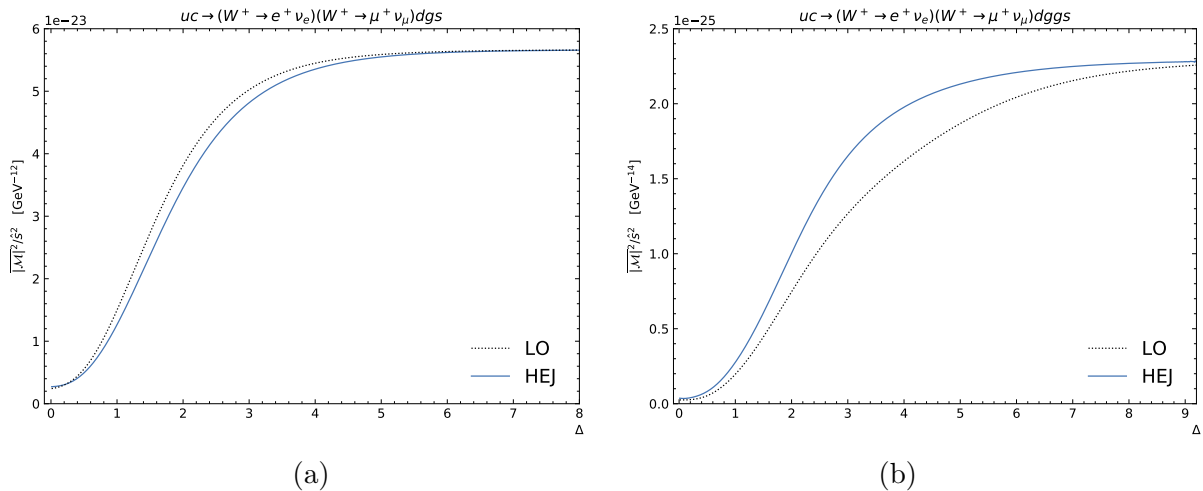 1e−23
uc→(W⁺→e⁺νₑ)(W⁺→μ⁺ν_μ)dgs
6
5
4
3
2
1
0
|M|²/ŝ² [GeV⁻¹²]
LO
HEJ
0 1 2 3 4 5 6 7 8
Δ
(a)
1e−25
uc→(W⁺→e⁺νₑ)(W⁺→μ⁺ν_μ)dggs
2.5
2.0
1.5
1.0
0.5
0.0
|M|²/ŝ² [GeV⁻¹⁴]
LO
HEJ
0 1 2 3 4 5 6 7 8 9
Δ
(b)